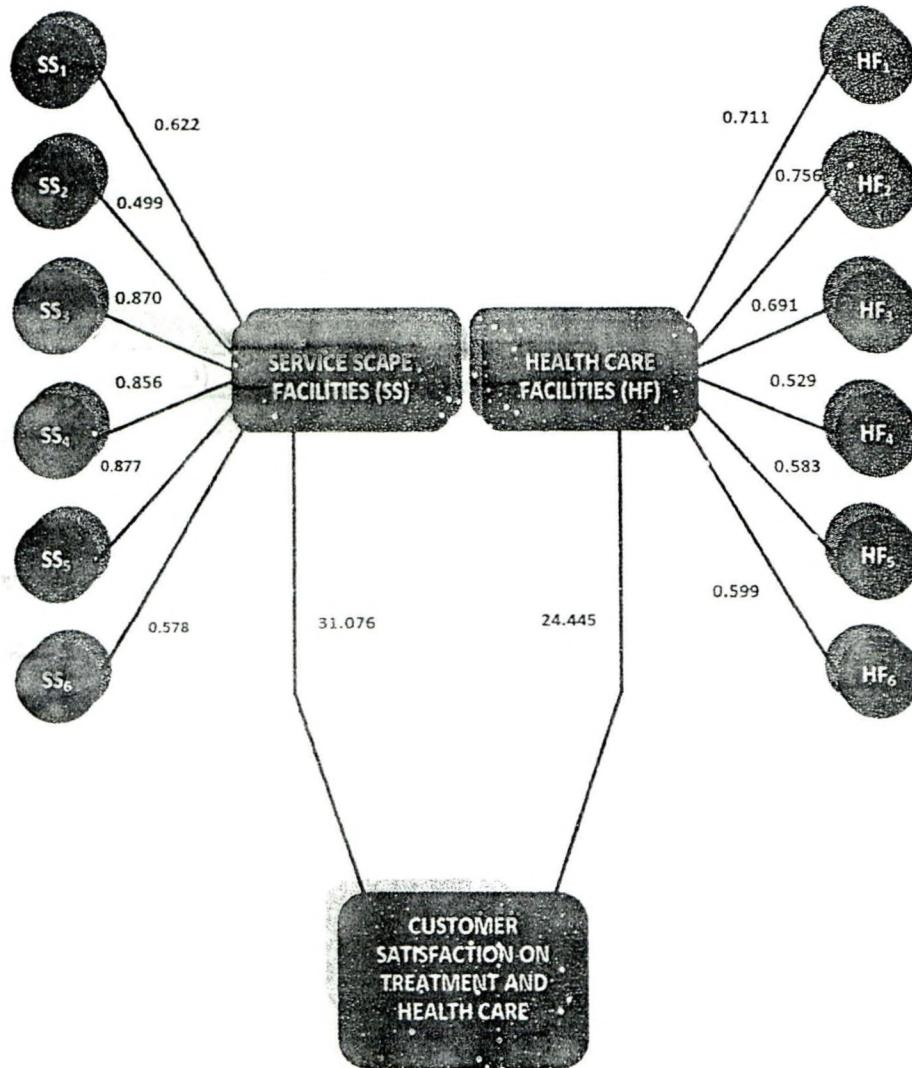 SS₁
HF₁
0.622
0.711
SS₂
0.499
0.756
HF₂
SS₃
0.870
0.691
HF₃
SERVICE SCAPE
FACILITIES (SS)
HEALTH CARE
FACILITIES (HF)
SS₄
0.856
0.529
HF₄
0.877
0.583
SS₅
HF₅
0.578
31.076
24.445
0.599
SS₆
HF₆
CUSTOMER
SATISFACTION ON
TREATMENT AND
HEALTH CARE